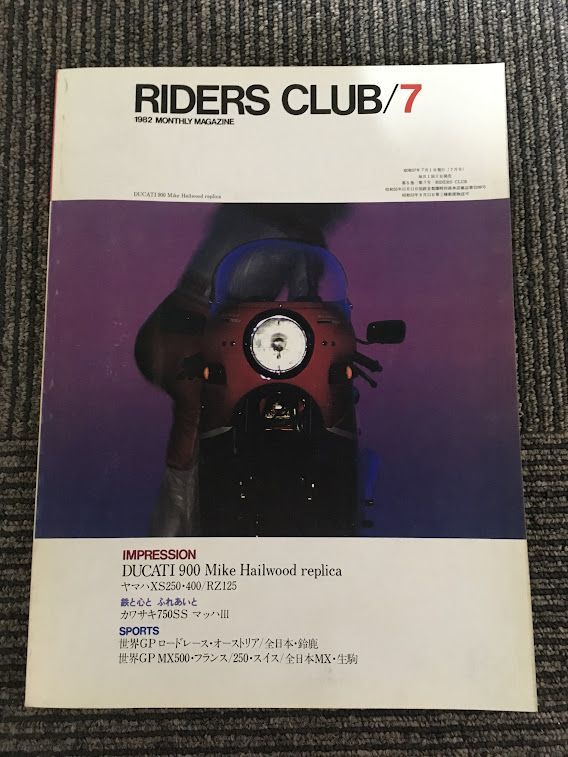 RIDERS CLUB/7
1982 MONTHLY MAGAZINE
DUCATI 900 Mike Hailwood replica
IMPRESSION
DUCATI 900 Mike Hailwood replica
ヤマハXS250・400/RZ125
鉄と心と ふれあいと
カワサキ750SS マッハIII
SPORTS
世界GP ロードレース・オーストリア/全日本・鈴鹿
世界GP MX500・フランス/250・スイス/全日本MX・生駒